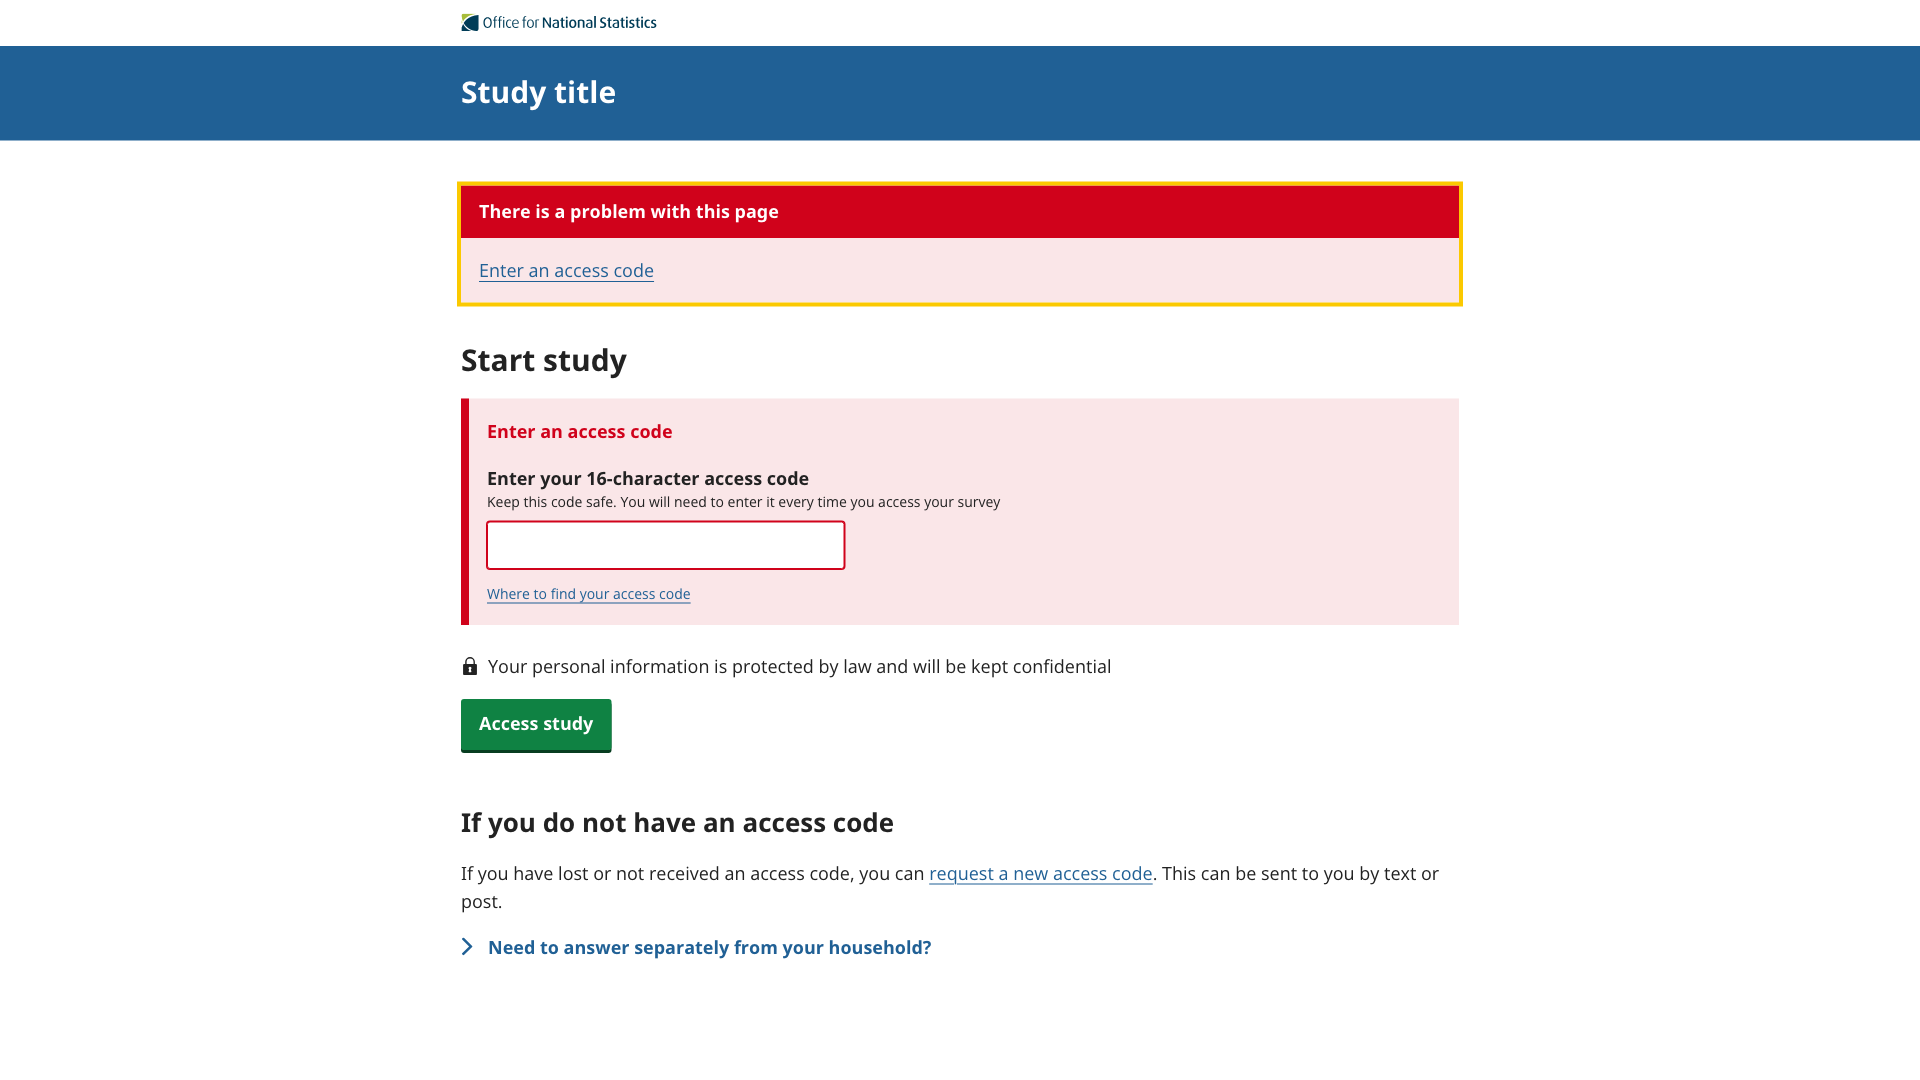 Office for National Statistics
Study title
There is a problem with this page
Enter an access code
Start study
Enter an access code
Enter your 16-character access code
Keep this code safe. You will need to enter it every time you access your survey
Where to find your access code
Your personal information is protected by law and will be kept confidential
Access study
If you do not have an access code
If you have lost or not received an access code, you can request a new access code. This can be sent to you by text or
post.
Need to answer separately from your household?